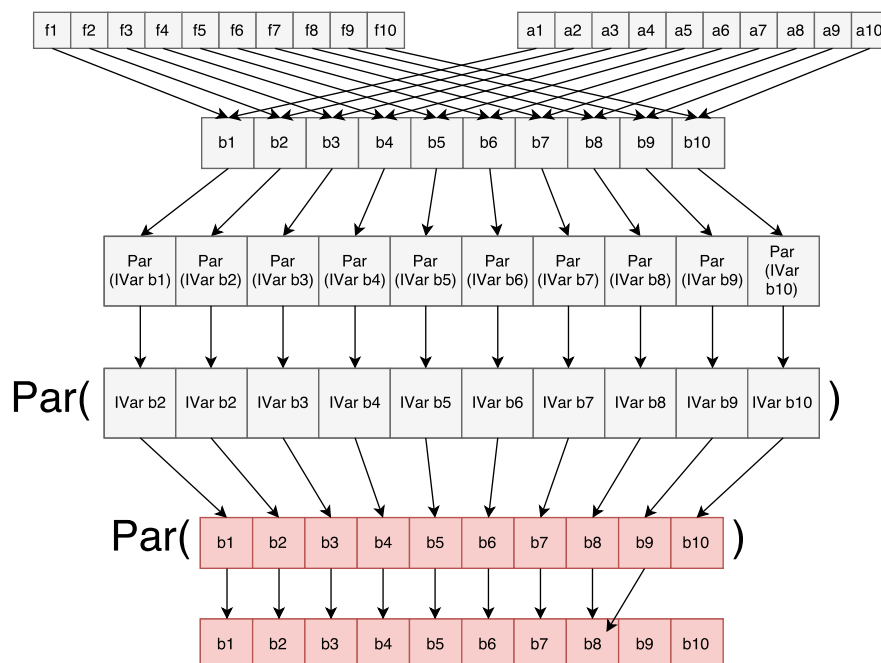 f1 f2 f3 f4 f5 f6 f7 f8 f9 f10 a1 a2 a3 a4 a5 a6 a7 a8 a9 a10
b1 b2 b3 b4 b5 b6 b7 b8 b9 b10
Par (IVar b1)
Par (IVar b2)
Par (IVar b3)
Par (IVar b4)
Par (IVar b5)
Par (IVar b6)
Par (IVar b7)
Par (IVar b8)
Par (IVar b9)
Par (IVar b10)
Par( IVar b2 IVar b2 IVar b3 IVar b4 IVar b5 IVar b6 IVar b7 IVar b8 IVar b9 IVar b10 )
Par( b1 b2 b3 b4 b5 b6 b7 b8 b9 b10 )
b1 b2 b3 b4 b5 b6 b7 b8 b9 b10